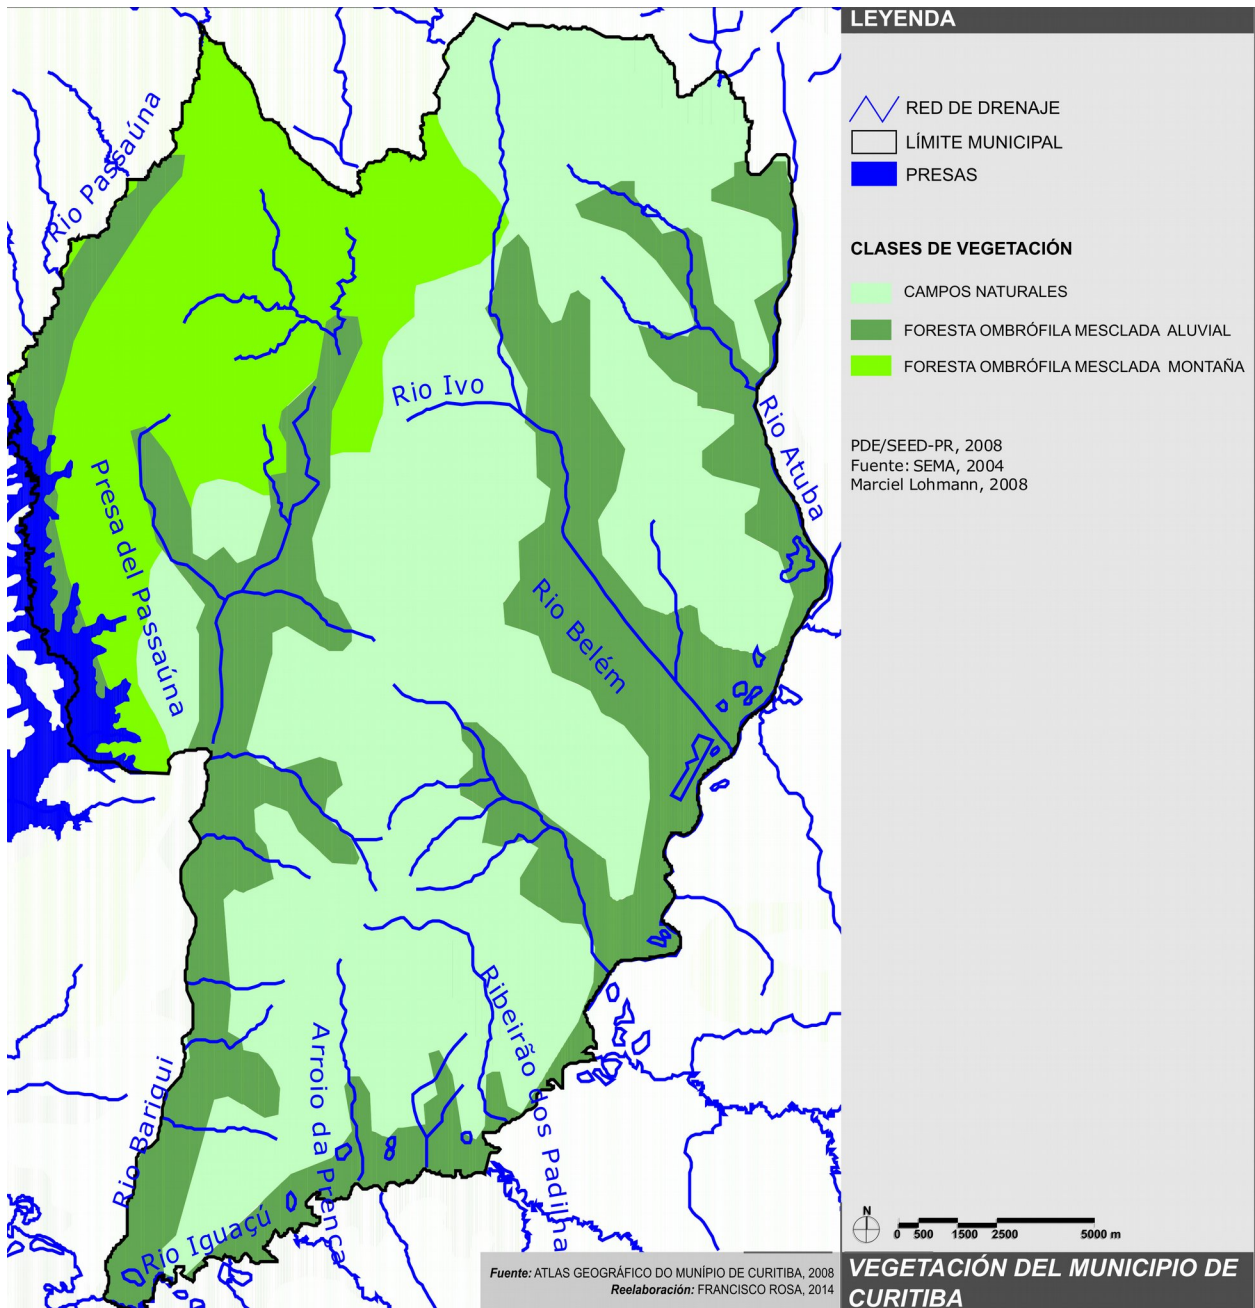 LEYENDA
RED DE DRENAJE
LÍMITE MUNICIPAL
PRESAS
CLASES DE VEGETACIÓN
CAMPOS NATURALES
FORESTA OMBRÓFILA MESCLADA ALUVIAL
FORESTA OMBRÓFILA MESCLADA MONTAÑA
PDE/SEED-PR, 2008
Fuente: SEMA, 2004
Marciel Lohmann, 2008
Rio Passaúna
Rio Ivo
Rio Atuba
Presa del Passaúna
Rio Belém
Ribeirão dos Padilha
Arroio da Prença
Rio Barigui
Rio Iguaçú
N
0 500 1500 2500 5000 m
Fuente: ATLAS GEOGRÁFICO DO MUNÍPIO DE CURITIBA, 2008
Reelaboración: FRANCISCO ROSA, 2014
VEGETACIÓN DEL MUNICIPIO DE
CURITIBA